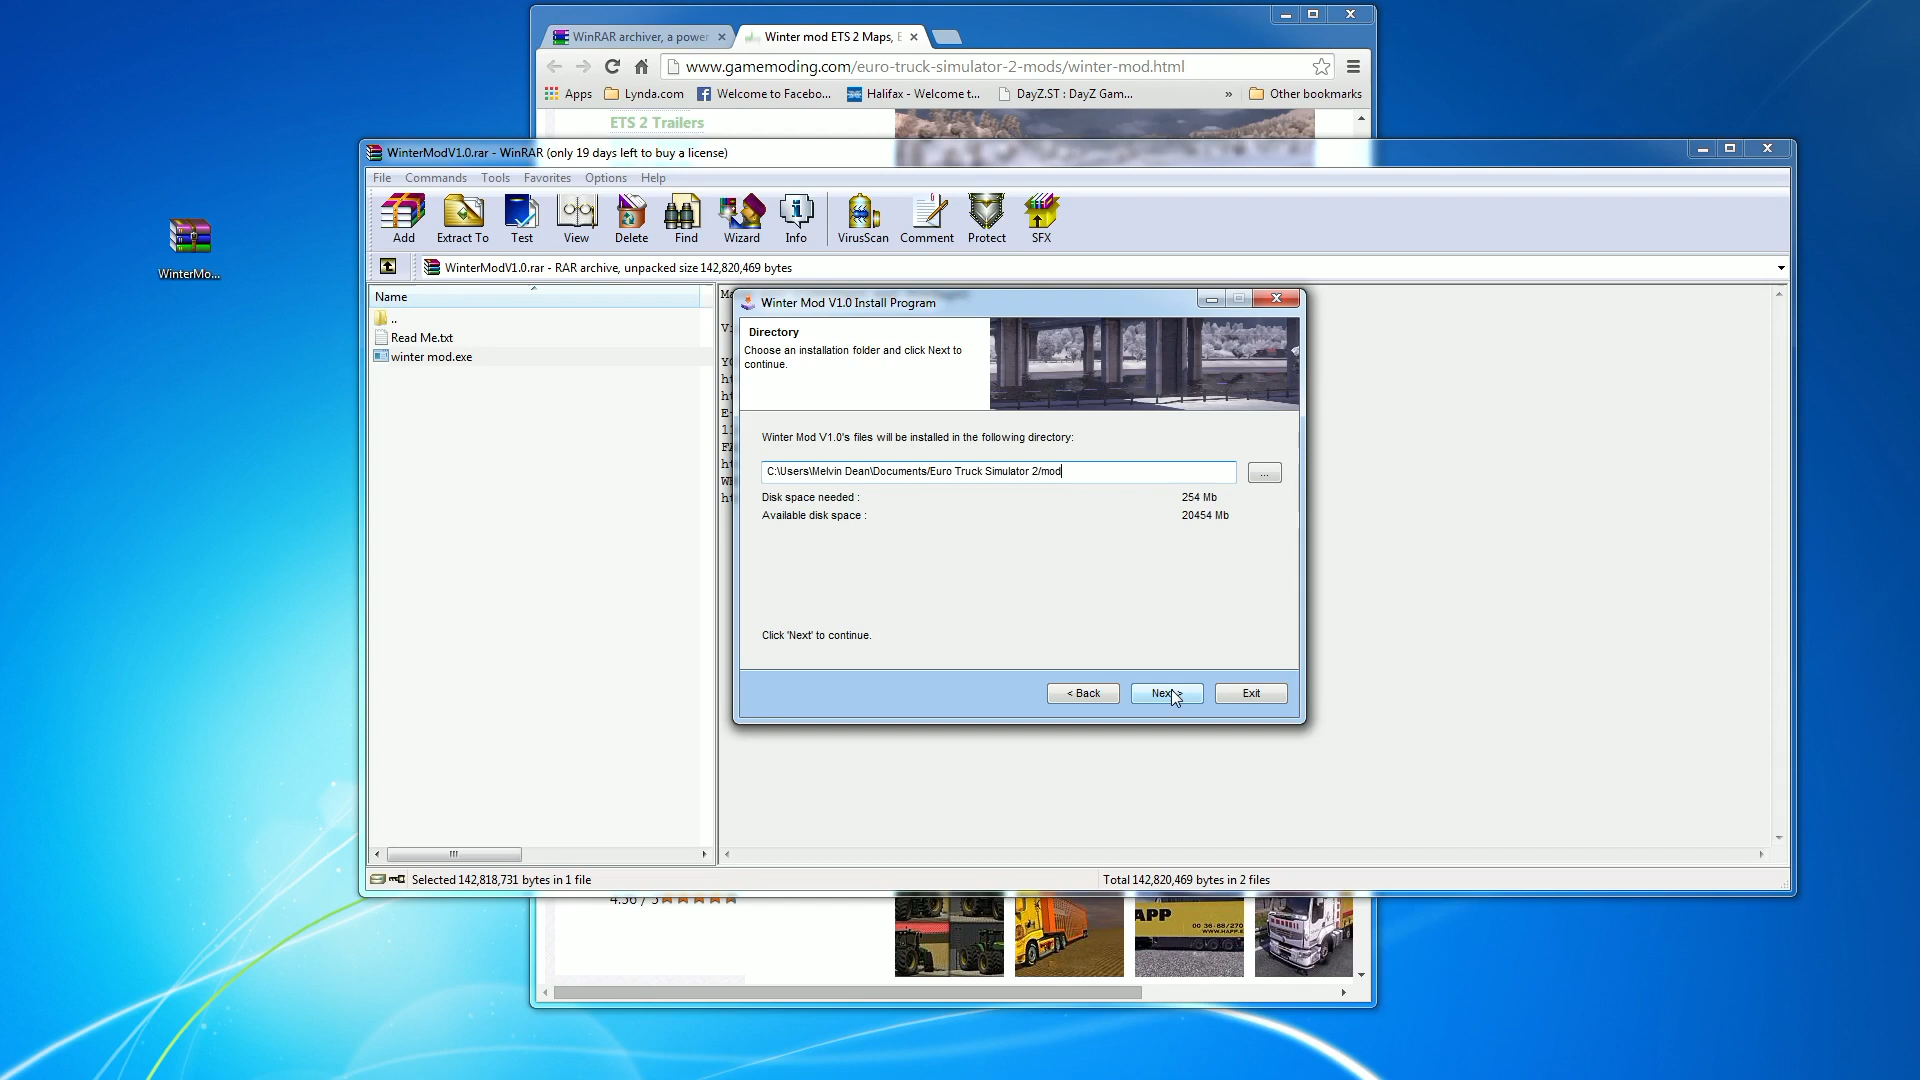 WinRAR archiver, a power
Winter mod ETS 2 Maps, E
www.gamemoding.com/euro-truck-simulator-2-mods/winter-mod.html
Apps
Lynda.com
Welcome to Facebo...
Halifax - Welcome t...
DayZ.ST : DayZ Gam...
»
Other bookmarks
ETS 2 Trailers
WinterMo...
WinterModV1.0.rar - WinRAR (only 19 days left to buy a license)
File
Commands
Tools
Favorites
Options
Help
Add
Extract To
Test
View
Delete
Find
Wizard
Info
VirusScan
Comment
Protect
SFX
WinterModV1.0.rar - RAR archive, unpacked size 142,820,469 bytes
Name
..
Read Me.txt
winter mod.exe
Winter Mod V1.0 Install Program
Directory
Choose an installation folder and click Next to
continue.
Winter Mod V1.0's files will be installed in the following directory:
C:\Users\Melvin Dean\Documents/Euro Truck Simulator 2/mod
...
Disk space needed :
254 Mb
Available disk space :
20454 Mb
Click 'Next' to continue.
< Back
Next >
Exit
Selected 142,818,731 bytes in 1 file
Total 142,820,469 bytes in 2 files
4.56 / 5
APP